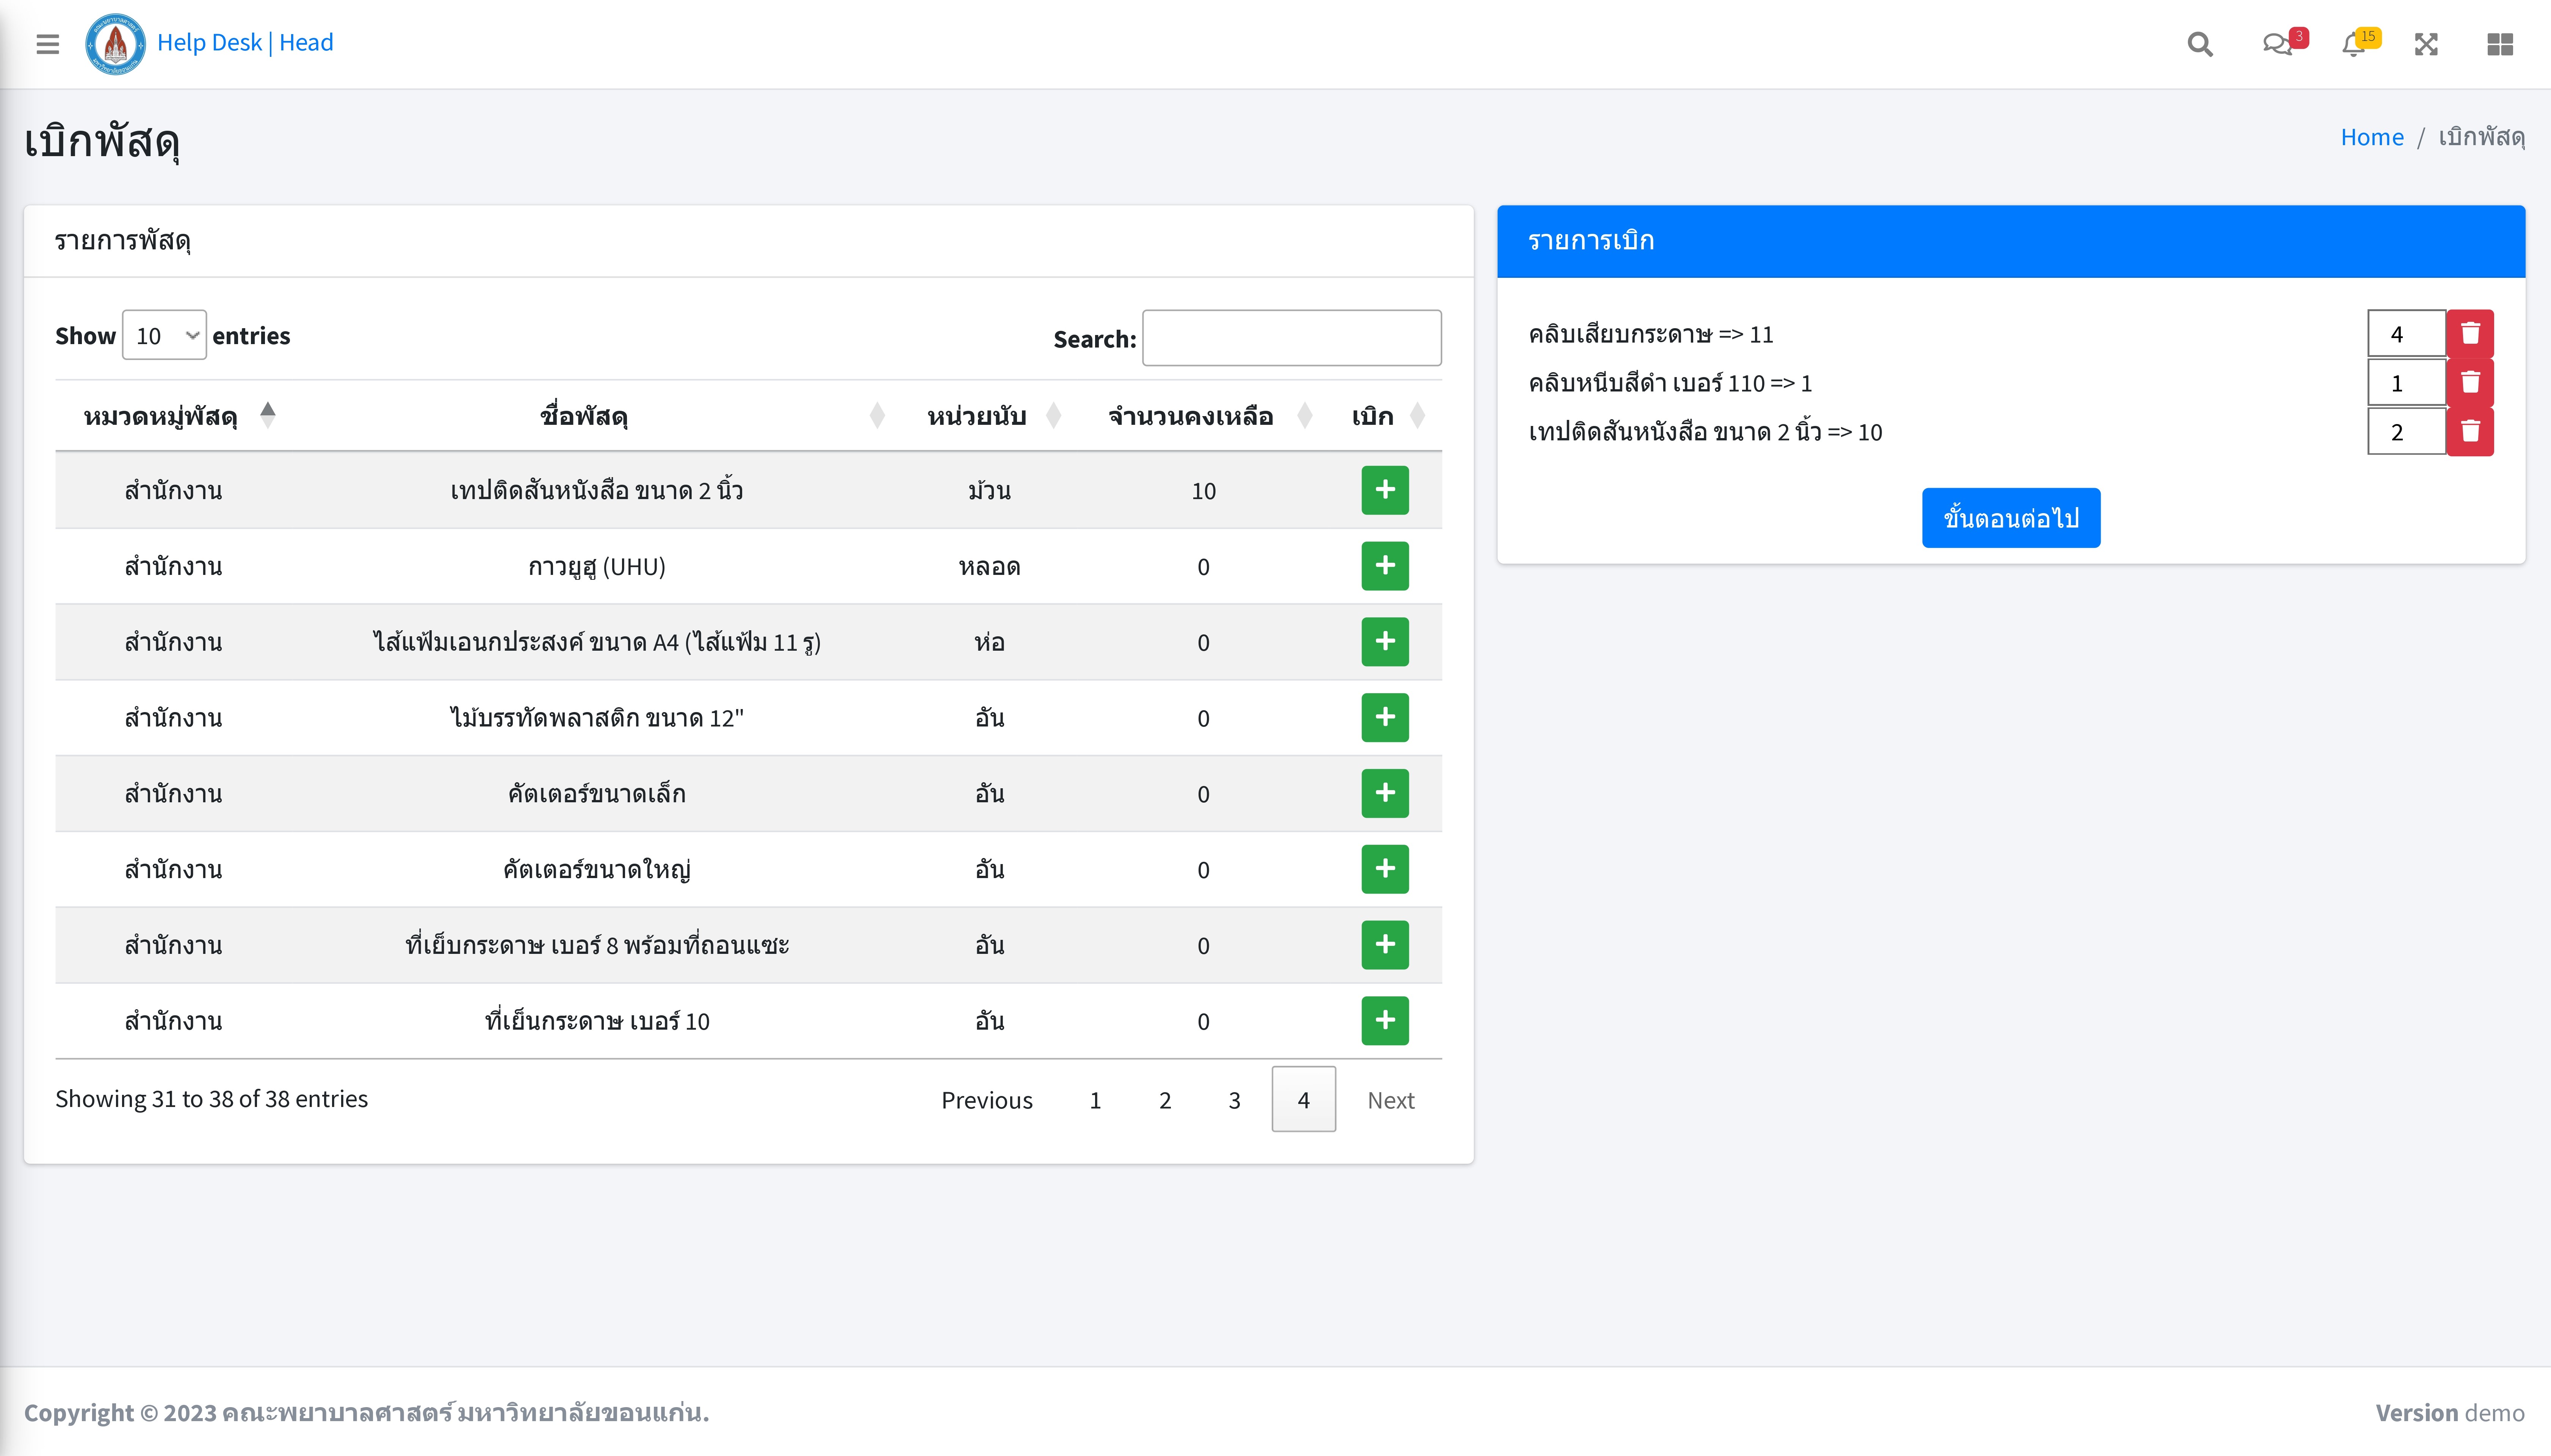 Help Desk | Head
3
15
เบิกพัสดุ
Home / เบิกพัสดุ
รายการพัสดุ
Show 10 entries
Search:
หมวดหมู่พัสดุ ชื่อพัสดุ หน่วยนับ จำนวนคงเหลือ เบิก
สำนักงาน เทปติดสันหนังสือ ขนาด 2 นิ้ว ม้วน 10
สำนักงาน กาวยูฮู (UHU) หลอด 0
สำนักงาน ไส้แฟ้มเอนกประสงค์ ขนาด A4 (ไส้แฟ้ม 11 รู) ห่อ 0
สำนักงาน ไม้บรรทัดพลาสติก ขนาด 12" อัน 0
สำนักงาน คัตเตอร์ขนาดเล็ก อัน 0
สำนักงาน คัตเตอร์ขนาดใหญ่ อัน 0
สำนักงาน ที่เย็บกระดาษ เบอร์ 8 พร้อมที่ถอนแซะ อัน 0
สำนักงาน ที่เย็นกระดาษ เบอร์ 10 อัน 0
Showing 31 to 38 of 38 entries
Previous 1 2 3 4 Next
รายการเบิก
คลิบเสียบกระดาษ => 11 4
คลิบหนีบสีดำ เบอร์ 110 => 1 1
เทปติดสันหนังสือ ขนาด 2 นิ้ว => 10 2
ขั้นตอนต่อไป
Copyright © 2023 คณะพยาบาลศาสตร์ มหาวิทยาลัยขอนแก่น.
Version demo